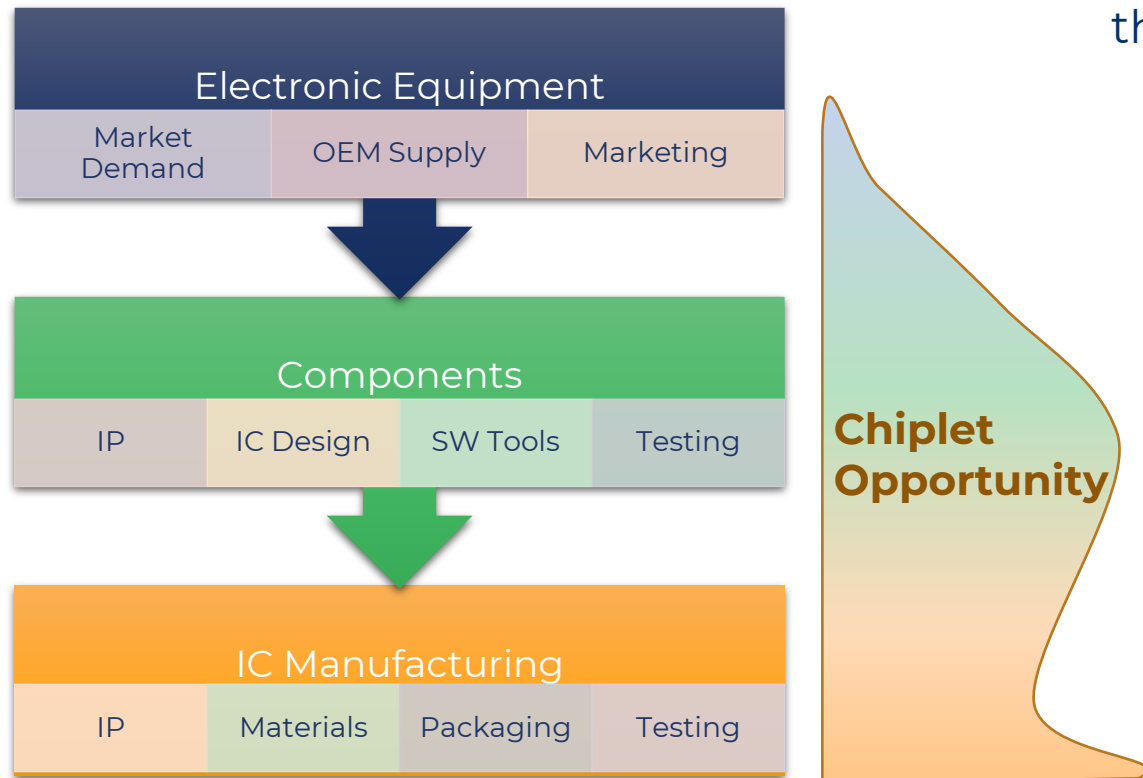 th
Electronic Equipment
Market
Demand
OEM Supply
Marketing
Components
IP
IC Design
SW Tools
Testing
Chiplet
Opportunity
IC Manufacturing
IP
Materials
Packaging
Testing